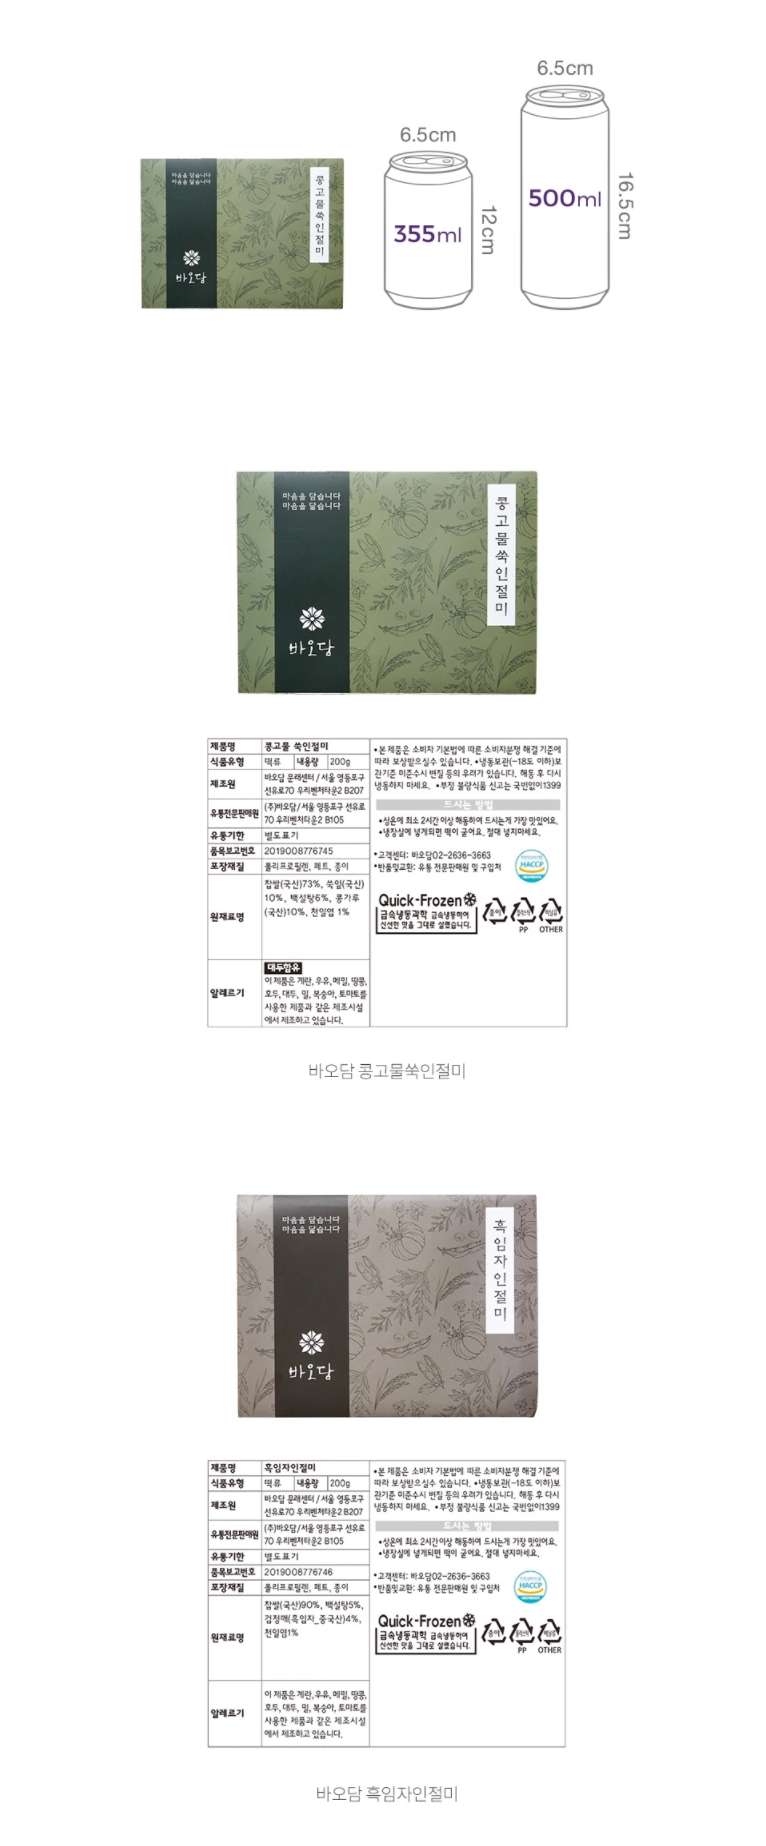 6.5cm
6.5cm
마음을 담습니다
마음을 닮습니다
콩고물쑥인절미
바오담
355ml
12cm
500ml
16.5cm
마음을 담습니다
마음을 닮습니다
콩고물쑥인절미
바오담
제품명 콩고물 쑥인절미
식품유형 떡류 내용량 200g
제조원 바오담 문래센터 / 서울 영등포구
선유로70 우리벤처타운2 B207
유통전문판매원 (주)바오담/ 서울 영등포구 선유로
70 우리벤처타운2 B105
유통기한 별도표기
품목보고번호 2019008776745
포장재질 폴리프로필렌, 페트, 종이
원재료명 찹쌀(국산)73%, 쑥잎(국산)
10%, 백설탕6%, 콩가루
(국산)10%, 천일염 1%
알레르기 대두함유
이 제품은 계란, 우유, 메밀, 땅콩,
호두, 대두, 밀, 복숭아, 토마토를
사용한 제품과 같은 제조시설
에서 제조하고 있습니다.
•본 제품은 소비자 기본법에 따른 소비자분쟁 해결 기준에
따라 보상받으실수 있습니다. •냉동보관(-18도 이하)보
관기준 미준수시 변질 등의 우려가 있습니다. 해동 후 다시
냉동하지 마세요. •부정 불량식품 신고는 국번없이1399
드시는 방법
•상온에 최소 2시간 이상 해동하여 드시는게 가장 맛있어요.
•냉장실에 넣게되면 떡이 굳어요. 절대 넣지마세요.
•고객센터: 바오담02-2636-3663
•반품및교환: 유통 전문판매원 및 구입처
HACCP
Quick-Frozen
급속냉동과학 급속냉동하여
신선한 맛을 그대로 살렸습니다.
종이
PP OTHER
바오담 콩고물쑥인절미
마음을 담습니다
마음을 닮습니다
흑임자인절미
바오담
제품명 흑임자인절미
식품유형 떡류 내용량 200g
제조원 바오담 문래센터 / 서울 영등포구
선유로70 우리벤처타운2 B207
유통전문판매원 (주)바오담/서울 영등포구 선유로
70 우리벤처타운2 B105
유통기한 별도표기
품목보고번호 2019008776746
포장재질 폴리프로필렌, 페트, 종이
원재료명 찹쌀(국산)90%, 백설탕5%,
검정깨(흑임자_중국산)4%,
천일염1%
알레르기 이 제품은 계란, 우유, 메밀, 땅콩,
호두, 대두, 밀, 복숭아, 토마토를
사용한 제품과 같은 제조시설
에서 제조하고 있습니다.
•본 제품은 소비자 기본법에 따른 소비자분쟁 해결 기준에
따라 보상받으실수 있습니다. •냉동보관(-18도 이하)보
관기준 미준수시 변질 등의 우려가 있습니다. 해동 후 다시
냉동하지 마세요. •부정 불량식품 신고는 국번없이1399
드시는 방법
•상온에 최소 2시간이상 해동하여 드시는게 가장 맛있어요.
•냉장실에 넣게되면 떡이 굳어요. 절대 넣지마세요.
•고객센터: 바오담02-2636-3663
•반품및교환: 유통 전문판매원 및 구입처
HACCP
Quick-Frozen
급속냉동과학 급속냉동하여
신선한 맛을 그대로 살렸습니다.
종이
PP OTHER
바오담 흑임자인절미